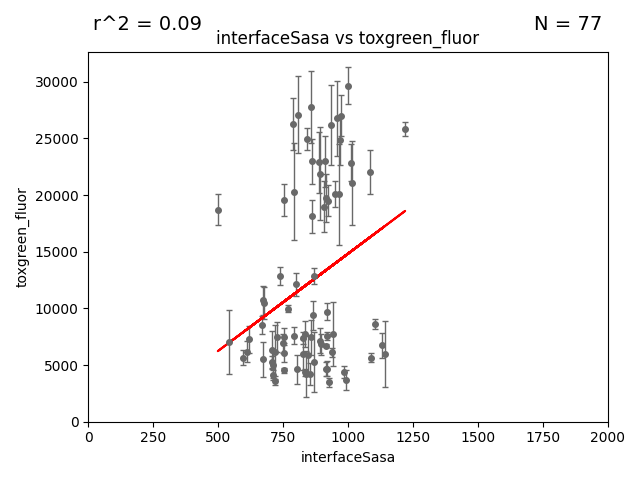 r^2 = 0.09
N = 77
interfaceSasa vs toxgreen_fluor
toxgreen_fluor
30000
25000
20000
15000
10000
5000
0
0 250 500 750 1000 1250 1500 1750 2000
interfaceSasa